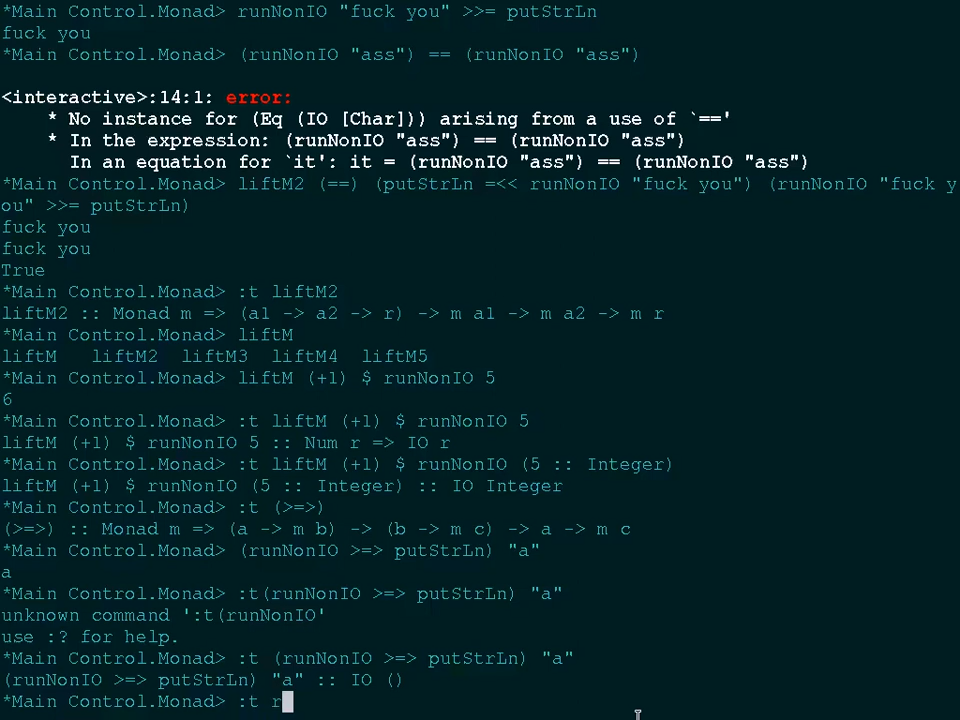 *Main Control.Monad> runNonIO "fuck you" >>= putStrLn
fuck you
*Main Control.Monad> (runNonIO "ass") == (runNonIO "ass")

<interactive>:14:1: error:
    * No instance for (Eq (IO [Char])) arising from a use of `=='
    * In the expression: (runNonIO "ass") == (runNonIO "ass")
      In an equation for `it': it = (runNonIO "ass") == (runNonIO "ass")
*Main Control.Monad> liftM2 (==) (putStrLn =<< runNonIO "fuck you") (runNonIO "fuck y
ou" >>= putStrLn)
fuck you
fuck you
True
*Main Control.Monad> :t liftM2
liftM2 :: Monad m => (a1 -> a2 -> r) -> m a1 -> m a2 -> m r
*Main Control.Monad> liftM
liftM   liftM2  liftM3  liftM4  liftM5
*Main Control.Monad> liftM (+1) $ runNonIO 5
6
*Main Control.Monad> :t liftM (+1) $ runNonIO 5
liftM (+1) $ runNonIO 5 :: Num r => IO r
*Main Control.Monad> :t liftM (+1) $ runNonIO (5 :: Integer)
liftM (+1) $ runNonIO (5 :: Integer) :: IO Integer
*Main Control.Monad> :t (>=>)
(>=>) :: Monad m => (a -> m b) -> (b -> m c) -> a -> m c
*Main Control.Monad> (runNonIO >=> putStrLn) "a"
a
*Main Control.Monad> :t(runNonIO >=> putStrLn) "a"
unknown command ':t(runNonIO'
use :? for help.
*Main Control.Monad> :t (runNonIO >=> putStrLn) "a"
(runNonIO >=> putStrLn) "a" :: IO ()
*Main Control.Monad> :t r